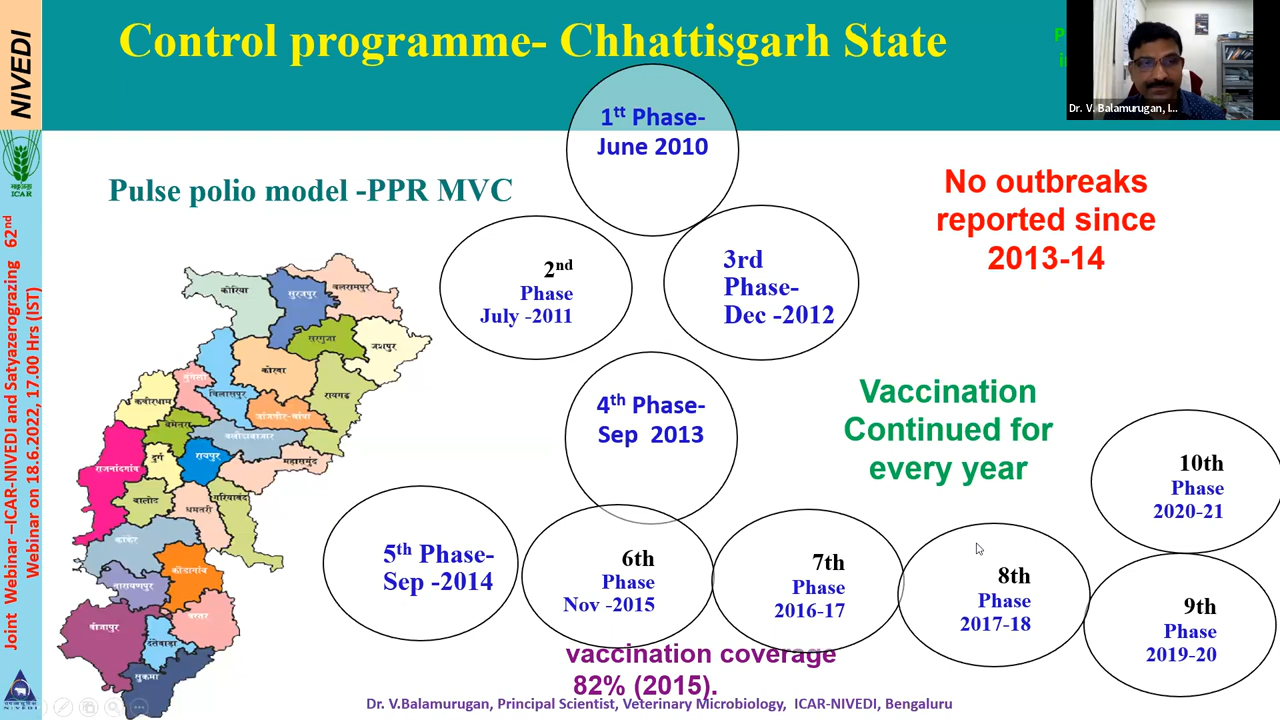 Control programme- Chhattisgarh State
Dr. V. Balamurugan, I...
NIVEDI
ICAR
Joint Webinar –ICAR-NIVEDI and Satyazerograzing 62nd
Webinar on 18.6.2022, 17.00 Hrs (IST)
Pulse polio model -PPR MVC
1tt Phase-
June 2010
No outbreaks
reported since
2013-14
2nd
Phase
July -2011
3rd
Phase-
Dec -2012
4th Phase-
Sep 2013
Vaccination
Continued for
every year
5th Phase-
Sep -2014
6th
Phase
Nov -2015
7th
Phase
2016-17
8th
Phase
2017-18
9th
Phase
2019-20
10th
Phase
2020-21
vaccination coverage
82% (2015).
कोरिया
सुरजपुर
बलरामपुर
सरगुजा
जशपुर
कोरबा
बिलासपुर
रायगढ़
कबीरधाम
जांजगीर-चांपा
बलौदाबाजार
राजनांदगांव
दुर्ग
रायपुर
महासमुंद
बालोद
धमतरी
गरियाबंद
कांकेर
कोंडागांव
नारायणपुर
बस्तर
बीजापुर
दंतेवाड़ा
सुकमा
Dr. V.Balamurugan, Principal Scientist, Veterinary Microbiology, ICAR-NIVEDI, Bengaluru